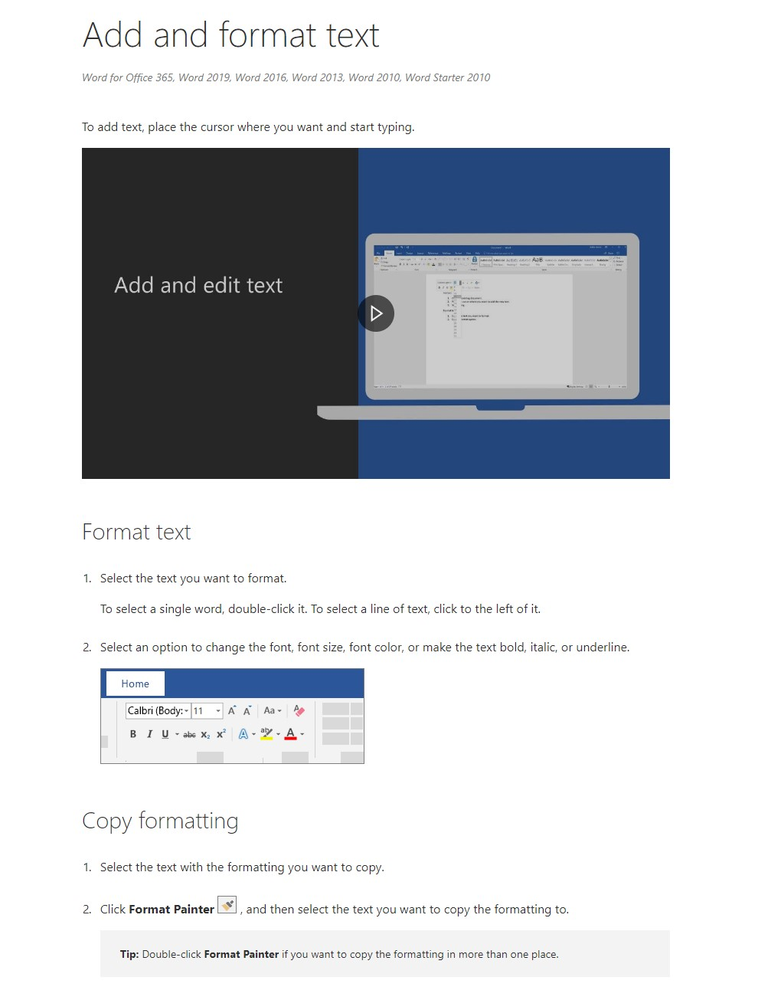 Add and format text
Word for Office 365, Word 2019, Word 2016, Word 2013, Word 2010, Word Starter 2010
To add text, place the cursor where you want and start typing.
Add and edit text
Format text
1. Select the text you want to format.
To select a single word, double-click it. To select a line of text, click to the left of it.
2. Select an option to change the font, font size, font color, or make the text bold, italic, or underline.
Home
Calbri (Body: 11 A A Aa A
B I U abc X₂ X² A aby A
Copy formatting
1. Select the text with the formatting you want to copy.
2. Click Format Painter , and then select the text you want to copy the formatting to.
Tip: Double-click Format Painter if you want to copy the formatting in more than one place.